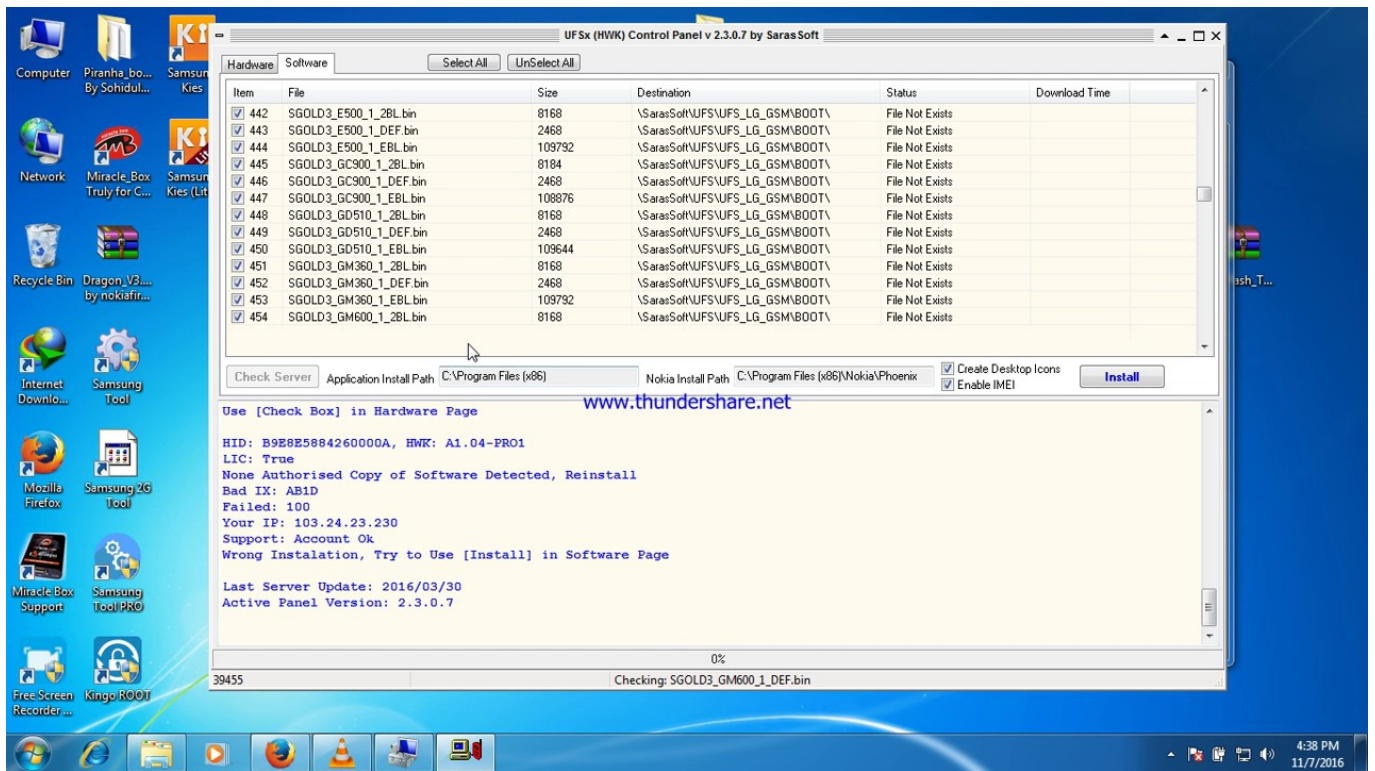 UFSx (HWK) Control Panel v 2.3.0.7 by SarasSoft
Hardware Software Select All UnSelect All
Item File Size Destination Status Download Time
442 SGOLD3_E500_1_2BL.bin 8168 \SarasSoft\UFS\UFS_LG_GSM\BOOT\ File Not Exists
443 SGOLD3_E500_1_DEF.bin 2468 \SarasSoft\UFS\UFS_LG_GSM\BOOT\ File Not Exists
444 SGOLD3_E500_1_EBL.bin 109792 \SarasSoft\UFS\UFS_LG_GSM\BOOT\ File Not Exists
445 SGOLD3_GC900_1_2BL.bin 8184 \SarasSoft\UFS\UFS_LG_GSM\BOOT\ File Not Exists
446 SGOLD3_GC900_1_DEF.bin 2468 \SarasSoft\UFS\UFS_LG_GSM\BOOT\ File Not Exists
447 SGOLD3_GC900_1_EBL.bin 108876 \SarasSoft\UFS\UFS_LG_GSM\BOOT\ File Not Exists
448 SGOLD3_GD510_1_2BL.bin 8168 \SarasSoft\UFS\UFS_LG_GSM\BOOT\ File Not Exists
449 SGOLD3_GD510_1_DEF.bin 2468 \SarasSoft\UFS\UFS_LG_GSM\BOOT\ File Not Exists
450 SGOLD3_GD510_1_EBL.bin 109644 \SarasSoft\UFS\UFS_LG_GSM\BOOT\ File Not Exists
451 SGOLD3_GM360_1_2BL.bin 8168 \SarasSoft\UFS\UFS_LG_GSM\BOOT\ File Not Exists
452 SGOLD3_GM360_1_DEF.bin 2468 \SarasSoft\UFS\UFS_LG_GSM\BOOT\ File Not Exists
453 SGOLD3_GM360_1_EBL.bin 109792 \SarasSoft\UFS\UFS_LG_GSM\BOOT\ File Not Exists
454 SGOLD3_GM600_1_2BL.bin 8168 \SarasSoft\UFS\UFS_LG_GSM\BOOT\ File Not Exists
Check Server Application Install Path C:\Program Files (x86) Nokia Install Path C:\Program Files (x86)\Nokia\Phoenix Create Desktop Icons
Enable IMEI
Install
www.thundershare.net
Use [Check Box] in Hardware Page
HID: B9E8E5884260000A, HWK: A1.04-PRO1
LIC: True
None Authorised Copy of Software Detected, Reinstall
Bad IX: AB1D
Failed: 100
Your IP: 103.24.23.230
Support: Account Ok
Wrong Instalation, Try to Use [Install] in Software Page
Last Server Update: 2016/03/30
Active Panel Version: 2.3.0.7
0%
39455 Checking: SGOLD3_GM600_1_DEF.bin
Computer
Piranha_bo...
By Sohidul...
Samsun
Kies
Network
Miracle_Box
Truly for C...
Samsun
Kies (Lit
Recycle Bin
Dragon_V3....
by nokiafir...
ash_T...
Internet
Downlo...
Samsung
Tool
Mozilla
Firefox
Samsung 2G
Tool
Miracle Box
Support
Samsung
Tool PRO
Free Screen
Recorder ...
Kingo ROOT
4:38 PM
11/7/2016